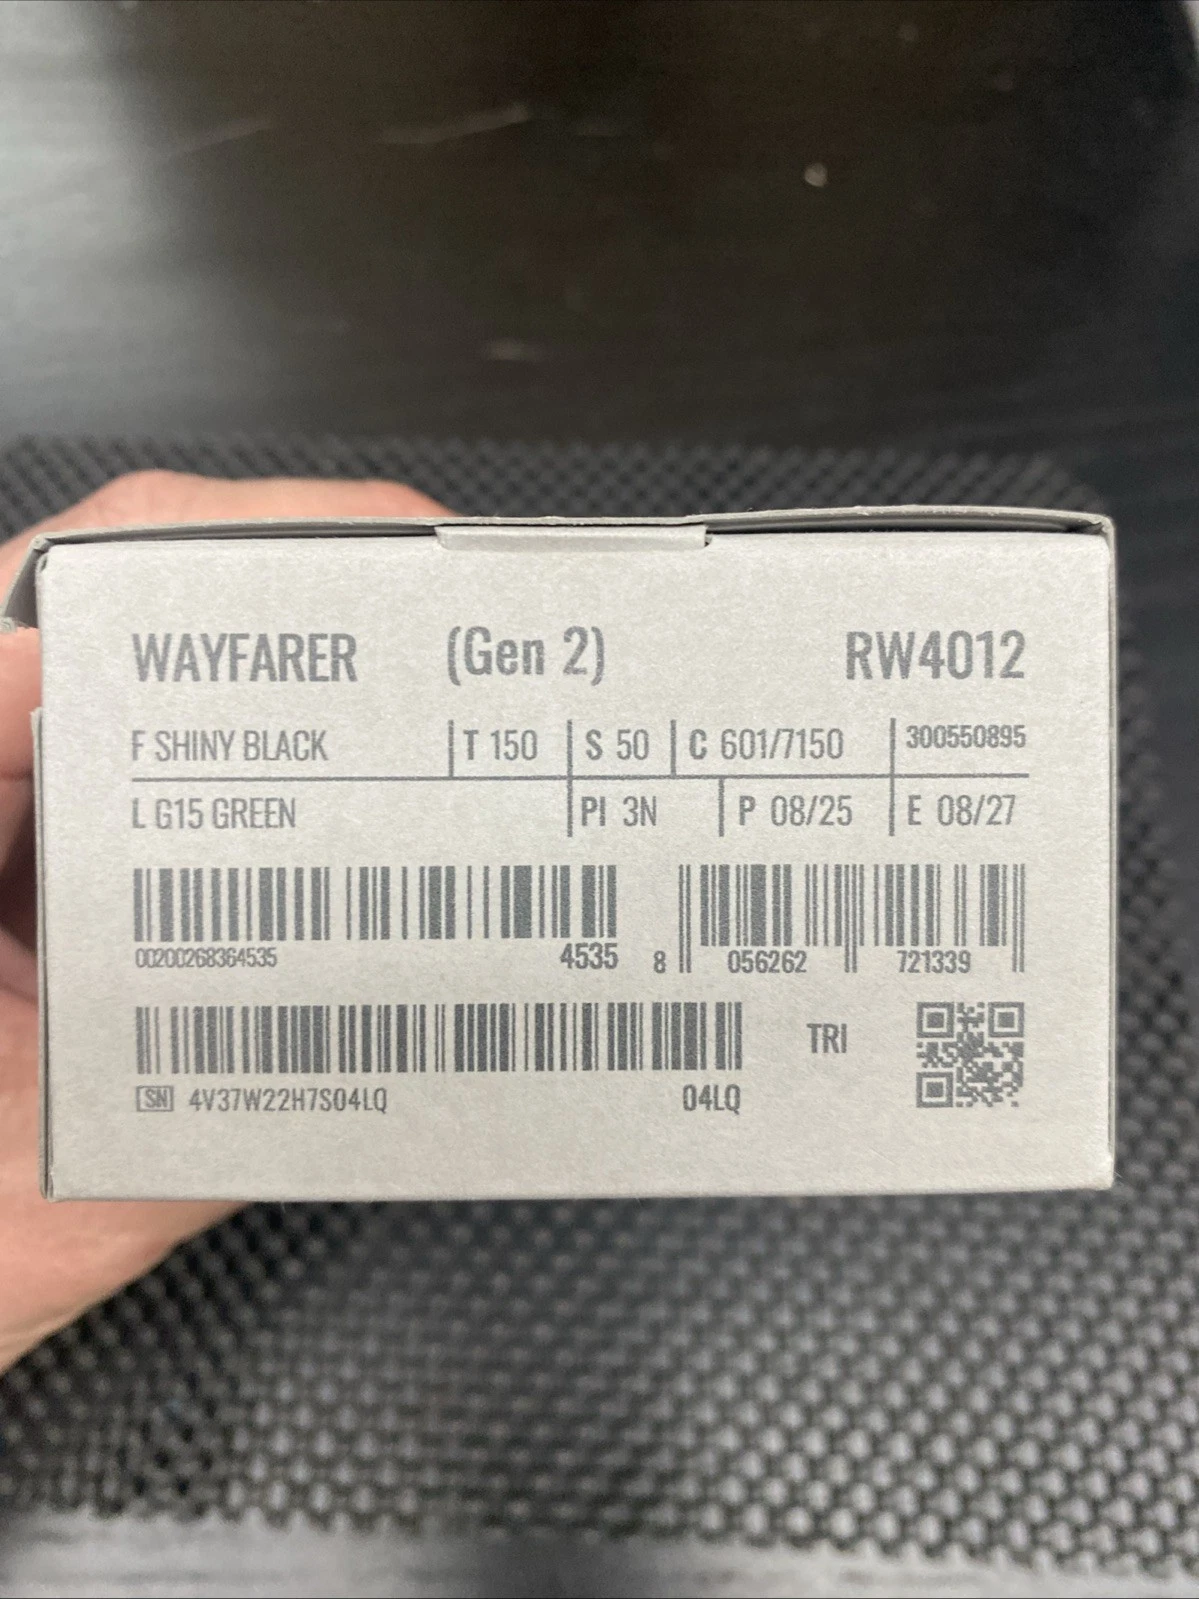 WAYFARER (Gen 2) RW4012
F SHINY BLACK T 150 S 50 C 601/7150 300550895
L G15 GREEN PI 3N P 08/25 E 08/27
00200268364535 4535 8 056262 721339
TRI
SN 4V37W22H7S04LQ 04LQ